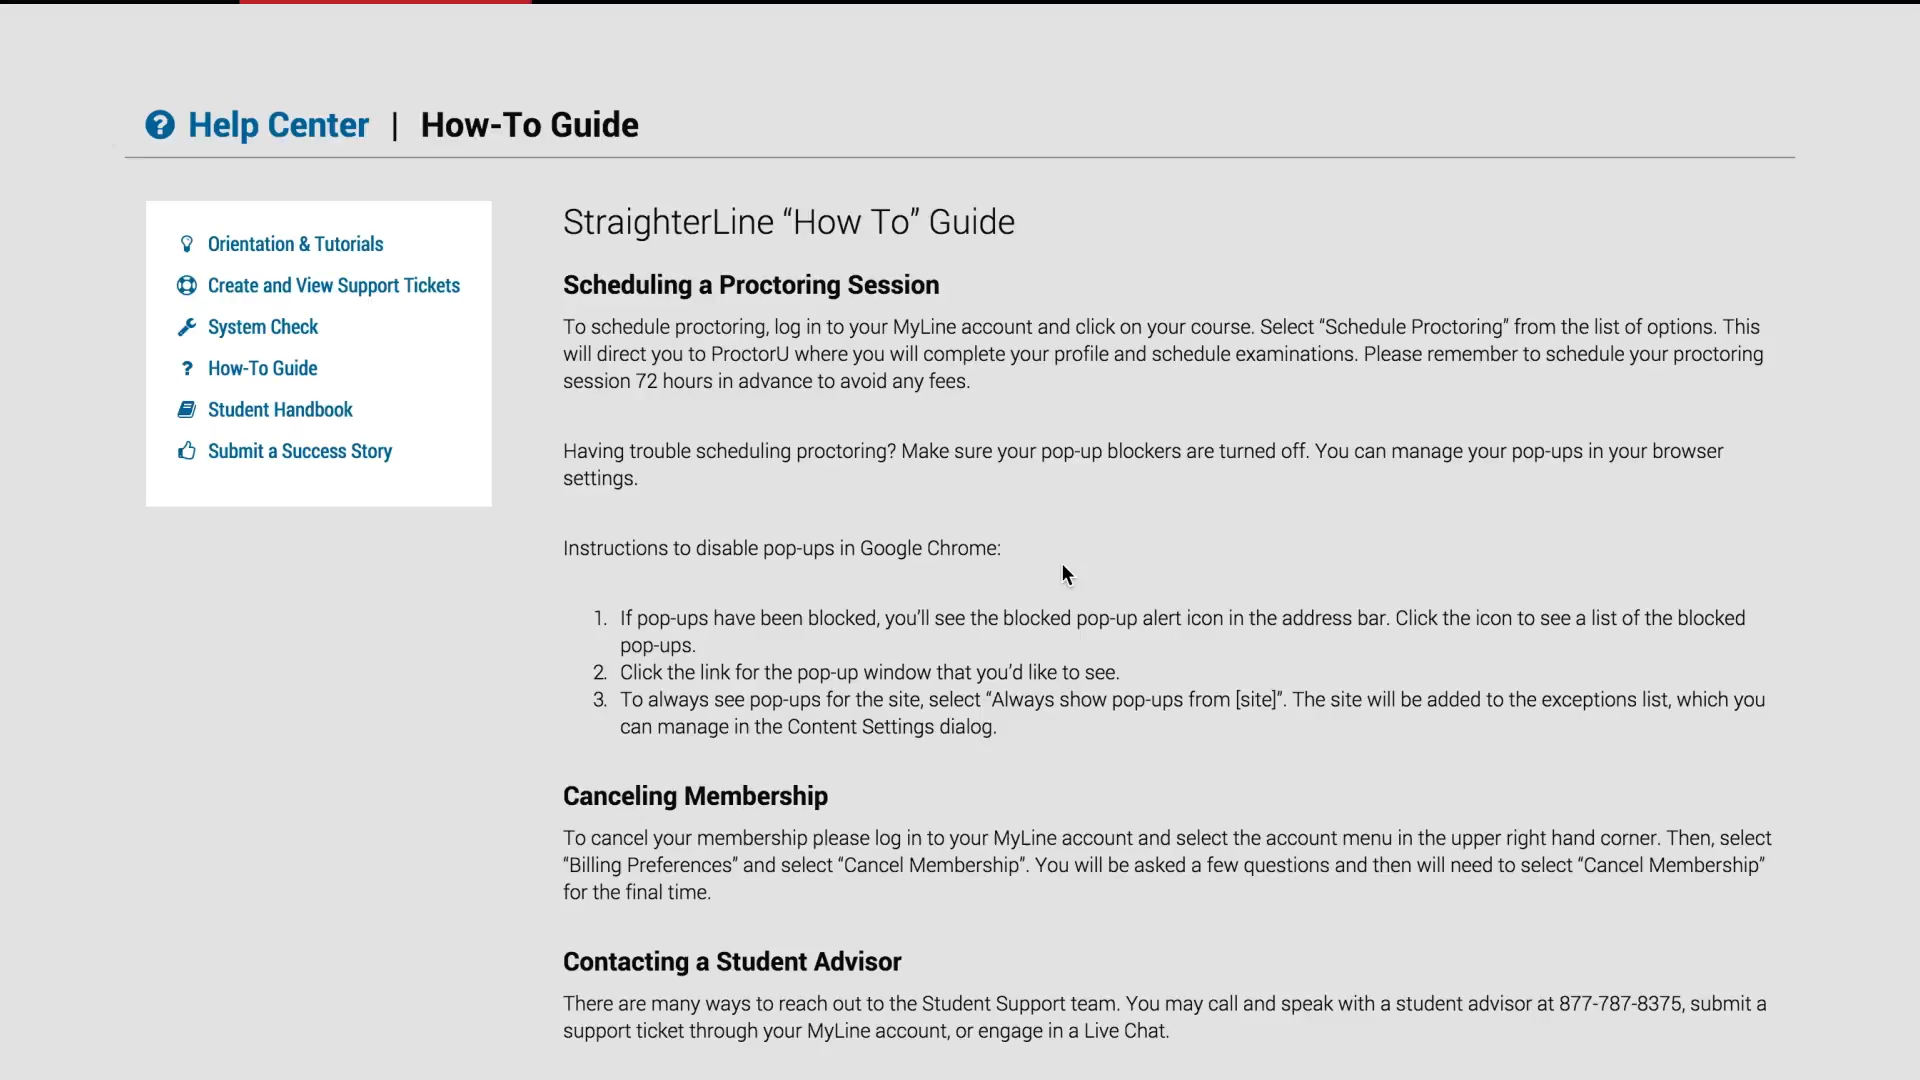 Help Center | How-To Guide
Orientation & Tutorials
Create and View Support Tickets
System Check
How-To Guide
Student Handbook
Submit a Success Story
StraighterLine “How To” Guide
Scheduling a Proctoring Session
To schedule proctoring, log in to your MyLine account and click on your course. Select “Schedule Proctoring” from the list of options. This
will direct you to ProctorU where you will complete your profile and schedule examinations. Please remember to schedule your proctoring
session 72 hours in advance to avoid any fees.
Having trouble scheduling proctoring? Make sure your pop-up blockers are turned off. You can manage your pop-ups in your browser
settings.
Instructions to disable pop-ups in Google Chrome:
1. If pop-ups have been blocked, you’ll see the blocked pop-up alert icon in the address bar. Click the icon to see a list of the blocked
pop-ups.
2. Click the link for the pop-up window that you’d like to see.
3. To always see pop-ups for the site, select “Always show pop-ups from [site]”. The site will be added to the exceptions list, which you
can manage in the Content Settings dialog.
Canceling Membership
To cancel your membership please log in to your MyLine account and select the account menu in the upper right hand corner. Then, select
“Billing Preferences” and select “Cancel Membership”. You will be asked a few questions and then will need to select “Cancel Membership”
for the final time.
Contacting a Student Advisor
There are many ways to reach out to the Student Support team. You may call and speak with a student advisor at 877-787-8375, submit a
support ticket through your MyLine account, or engage in a Live Chat.